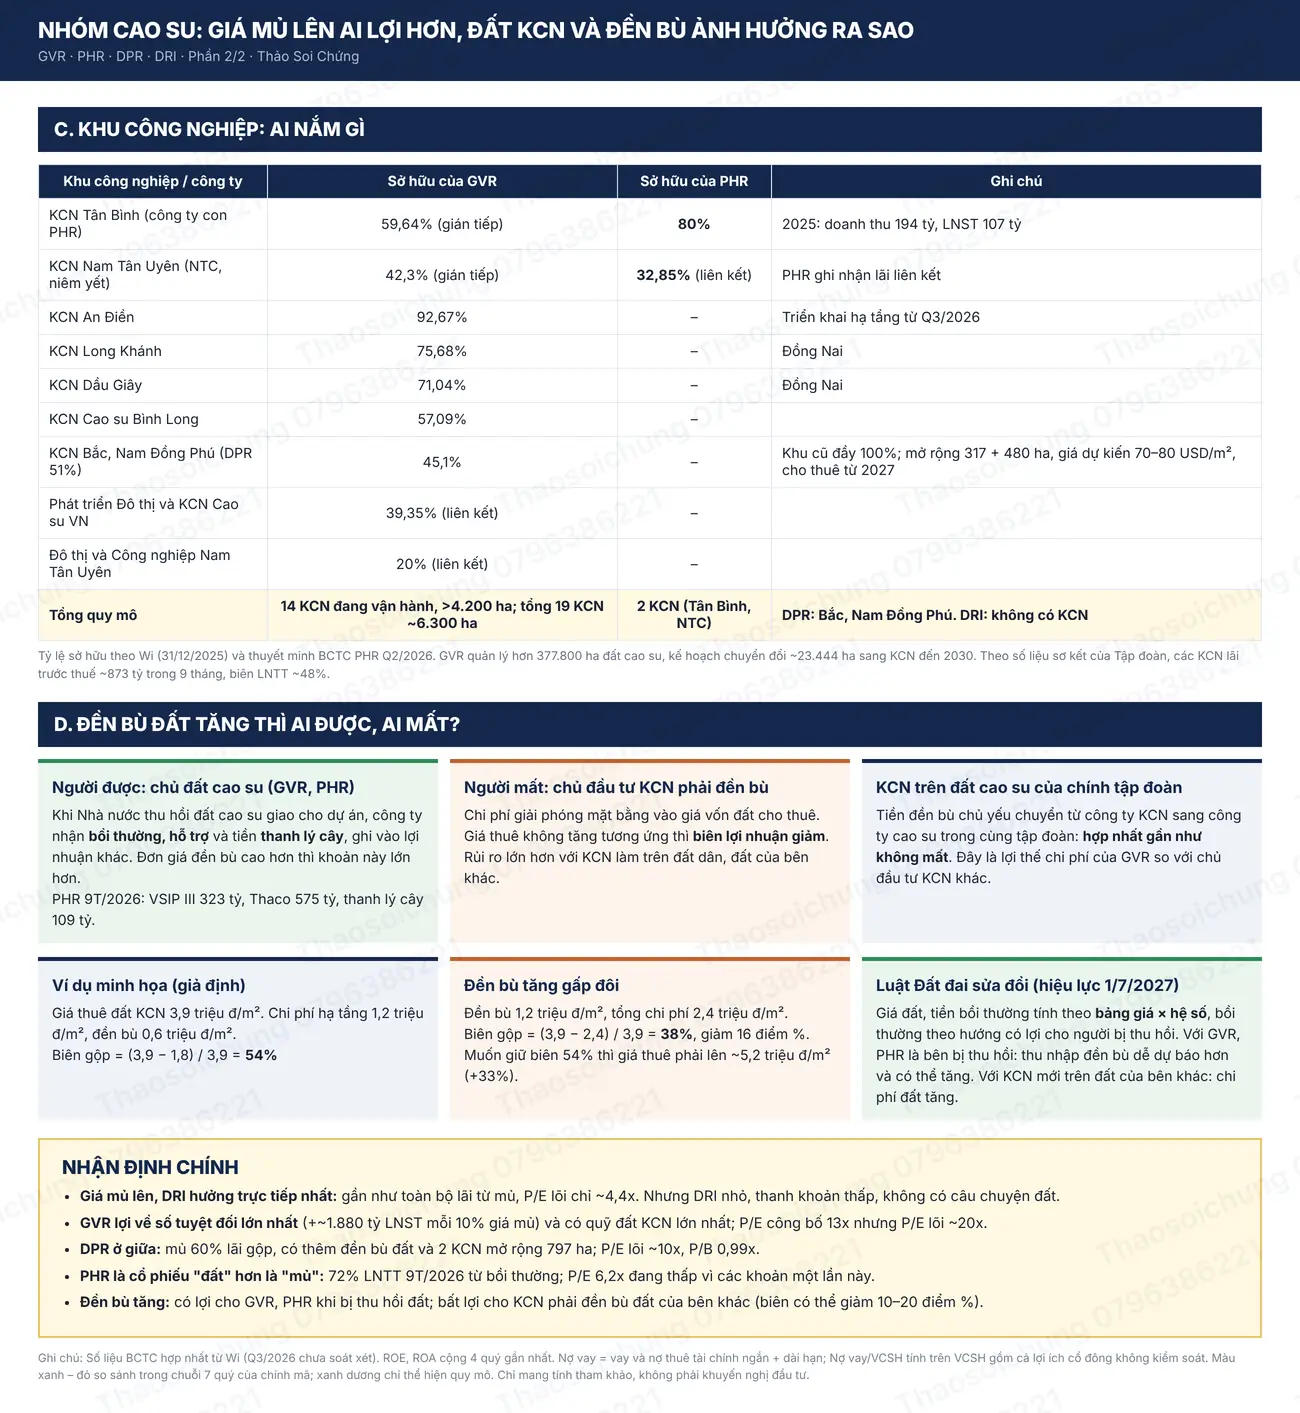 NHÓM CAO SU: GIÁ MỦ LÊN AI LỢI HƠN, ĐẤT KCN VÀ ĐỀN BÙ ẢNH HƯỞNG RA SAO
GVR · PHR · DPR · DRI · Phần 2/2 · Thảo Soi Chứng
C. KHU CÔNG NGHIỆP: AI NẮM GÌ
Khu công nghiệp / công ty
Sở hữu của GVR
Sở hữu của PHR
Ghi chú
KCN Tân Bình (công ty con
PHR)
59,64% (gián tiếp)
80%
2025: doanh thu 194 tỷ, LNST 107 tỷ
KCN Nam Tân Uyên (NTC,
niêm yết)
42,3% (gián tiếp)
32,85% (liên kết)
PHR ghi nhận lãi liên kết
KCN An Điền
92,67%
–
Triển khai hạ tầng từ Q3/2026
KCN Long Khánh
75,68%
–
Đồng Nai
KCN Dầu Giây
71,04%
–
Đồng Nai
KCN Cao su Bình Long
57,09%
–
KCN Bắc, Nam Đồng Phú (DPR
51%)
45,1%
–
Khu cũ đầy 100%; mở rộng 317 + 480 ha, giá dự kiến 70–80 USD/m²,
cho thuê từ 2027
Phát triển Đô thị và KCN Cao
su VN
39,35% (liên kết)
–
Đô thị và Công nghiệp Nam
Tân Uyên
20% (liên kết)
–
Tổng quy mô
14 KCN đang vận hành, >4.200 ha; tổng 19 KCN
~6.300 ha
2 KCN (Tân Bình,
NTC)
DPR: Bắc, Nam Đồng Phú. DRI: không có KCN
Tỷ lệ sở hữu theo Wi (31/12/2025) và thuyết minh BCTC PHR Q2/2026. GVR quản lý hơn 377.800 ha đất cao su, kế hoạch chuyển đổi ~23.444 ha sang KCN đến 2030. Theo số liệu sơ kết của Tập đoàn, các KCN lãi
trước thuế ~873 tỷ trong 9 tháng, biên LNTT ~48%.
D. ĐỀN BÙ ĐẤT TĂNG THÌ AI ĐƯỢC, AI MẤT?
Người được: chủ đất cao su (GVR, PHR)
Khi Nhà nước thu hồi đất cao su giao cho dự án, công ty
nhận bồi thường, hỗ trợ và tiền thanh lý cây, ghi vào lợi
nhuận khác. Đơn giá đền bù cao hơn thì khoản này lớn
hơn.
PHR 9T/2026: VSIP III 323 tỷ, Thaco 575 tỷ, thanh lý cây
109 tỷ.
Người mất: chủ đầu tư KCN phải đền bù
Chi phí giải phóng mặt bằng vào giá vốn đất cho thuê.
Giá thuê không tăng tương ứng thì biên lợi nhuận giảm.
Rủi ro lớn hơn với KCN làm trên đất dân, đất của bên
khác.
KCN trên đất cao su của chính tập đoàn
Tiền đền bù chủ yếu chuyển từ công ty KCN sang công
ty cao su trong cùng tập đoàn: hợp nhất gần như
không mất. Đây là lợi thế chi phí của GVR so với chủ
đầu tư KCN khác.
Ví dụ minh họa (giả định)
Giá thuê đất KCN 3,9 triệu đ/m². Chi phí hạ tầng 1,2 triệu
đ/m², đền bù 0,6 triệu đ/m².
Biên gộp = (3,9 − 1,8) / 3,9 = 54%
Đền bù tăng gấp đôi
Đền bù 1,2 triệu đ/m², tổng chi phí 2,4 triệu đ/m².
Biên gộp = (3,9 − 2,4) / 3,9 = 38%, giảm 16 điểm %.
Muốn giữ biên 54% thì giá thuê phải lên ~5,2 triệu đ/m²
(+33%).
Luật Đất đai sửa đổi (hiệu lực 1/7/2027)
Giá đất, tiền bồi thường tính theo bảng giá × hệ số, bồi
thường theo hướng có lợi cho người bị thu hồi. Với GVR,
PHR là bên bị thu hồi: thu nhập đền bù dễ dự báo hơn
và có thể tăng. Với KCN mới trên đất của bên khác: chi
phí đất tăng.
NHẬN ĐỊNH CHÍNH
• Giá mủ lên, DRI hưởng trực tiếp nhất: gần như toàn bộ lãi từ mủ, P/E lõi chỉ ~4,4x. Nhưng DRI nhỏ, thanh khoản thấp, không có câu chuyện đất.
• GVR lợi về số tuyệt đối lớn nhất (+~1.880 tỷ LNST mỗi 10% giá mủ) và có quỹ đất KCN lớn nhất; P/E công bố 13x nhưng P/E lõi ~20x.
• DPR ở giữa: mủ 60% lãi gộp, có thêm đền bù đất và 2 KCN mở rộng 797 ha; P/E lõi ~10x, P/B 0,99x.
• PHR là cổ phiếu "đất" hơn là "mủ": 72% LNTT 9T/2026 từ bồi thường; P/E 6,2x đang thấp vì các khoản một lần này.
• Đền bù tăng: có lợi cho GVR, PHR khi bị thu hồi đất; bất lợi cho KCN phải đền bù đất của bên khác (biên có thể giảm 10–20 điểm %).
Ghi chú: Số liệu BCTC hợp nhất từ Wi (Q3/2026 chưa soát xét). ROE, ROA cộng 4 quý gần nhất. Nợ vay = vay và nợ thuê tài chính ngắn + dài hạn; Nợ vay/VCSH tính trên VCSH gồm cả lợi ích cổ đông không kiểm soát. Màu
xanh – đỏ so sánh trong chuỗi 7 quý của chính mã; xanh dương chỉ thể hiện quy mô. Chỉ mang tính tham khảo, không phải khuyến nghị đầu tư.
Thaosoichung 0796386221